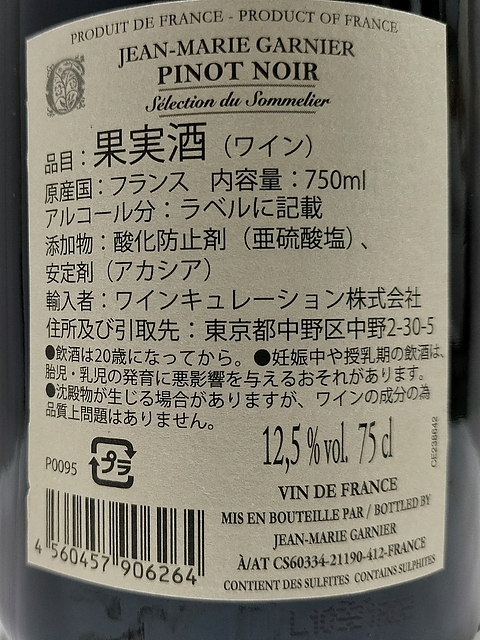 PRODUIT DE FRANCE - PRODUCT OF FRANCE
JEAN-MARIE GARNIER
PINOT NOIR
Sélection du Sommelier
品目：果実酒（ワイン）
原産国：フランス　内容量：750ml
アルコール分：ラベルに記載
添加物：酸化防止剤（亜硫酸塩）、
安定剤（アカシア）
輸入者：ワインキュレーション株式会社
住所及び引取先：東京都中野区中野2-30-5
●飲酒は20歳になってから。●妊娠中や授乳期の飲酒は、
胎児・乳児の発育に悪影響を与えるおそれがあります。
●沈殿物が生じる場合がありますが、ワインの成分の為
品質上問題はありません。
12,5 % vol. 75 cl
CE238642
P0095
プラ
VIN DE FRANCE
MIS EN BOUTEILLE PAR / BOTTLED BY
JEAN-MARIE GARNIER
À/AT CS60334-21190-412-FRANCE
CONTIENT DES SULFITES CONTAINS SULPHITES
4 560457 906264